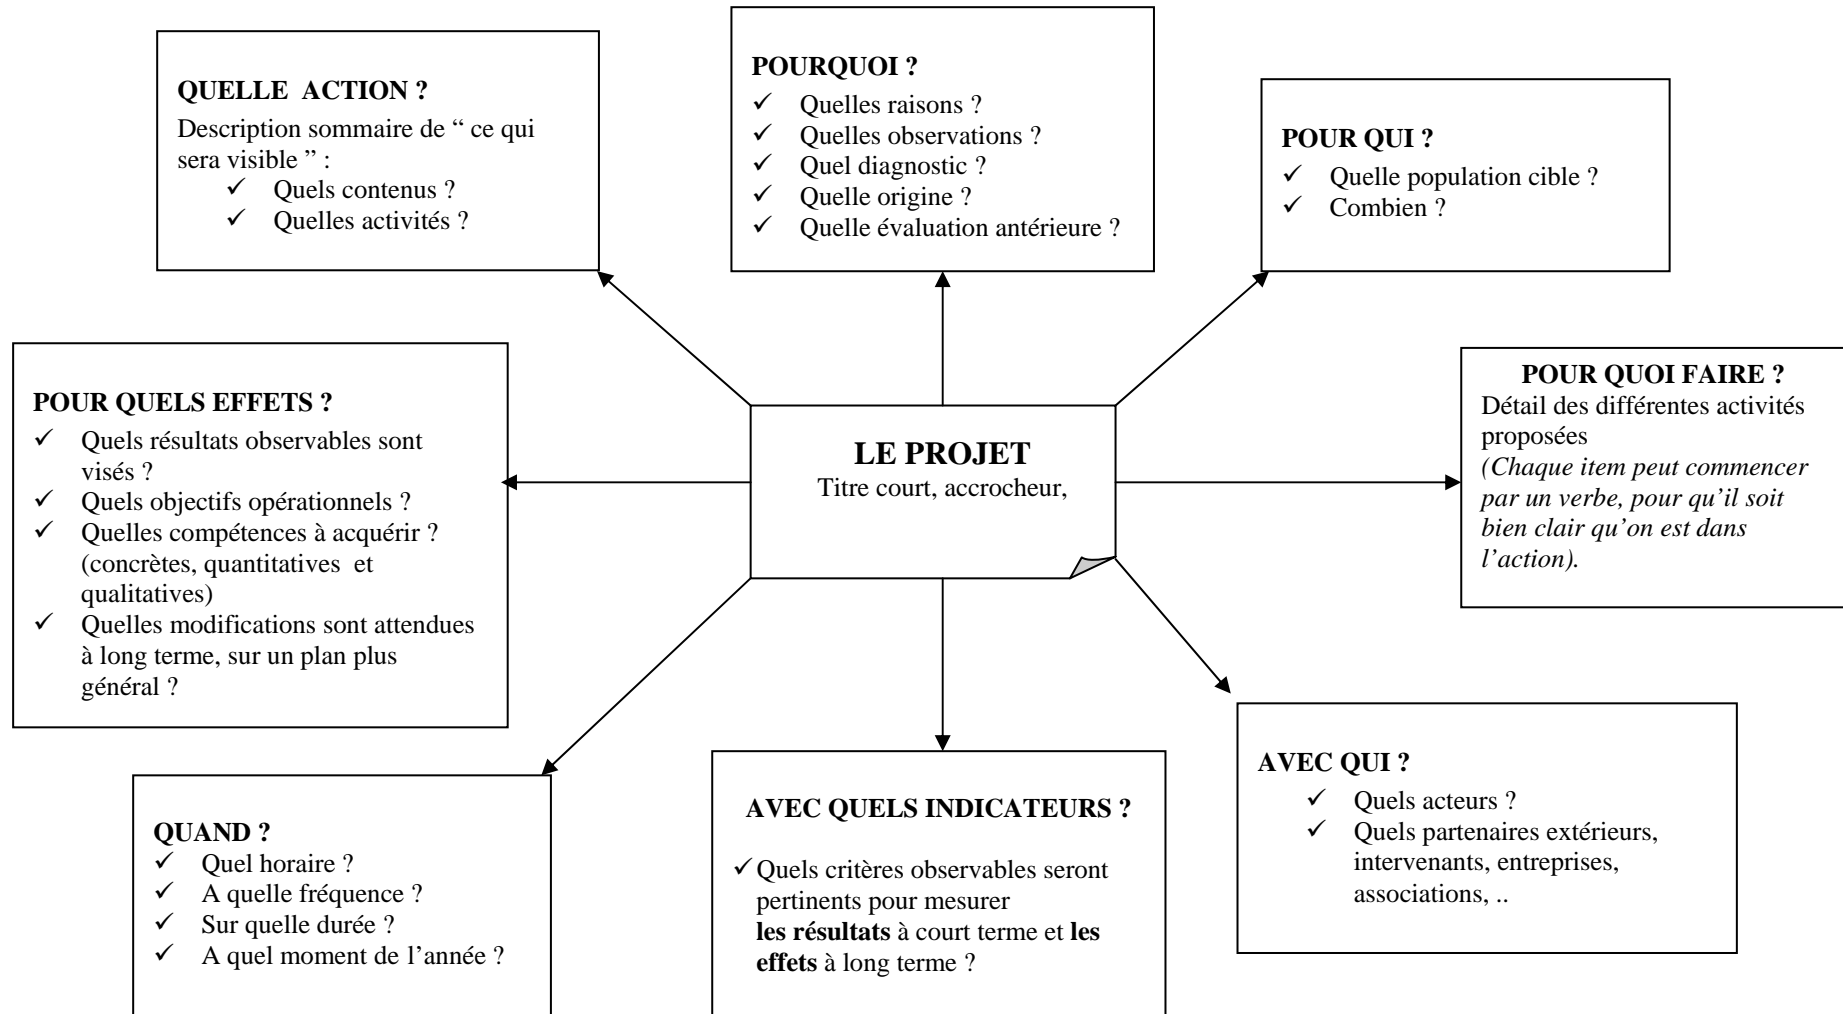 QUELLE  ACTION ?
Description sommaire de “ ce qui
sera visible ” :
✓ Quels contenus ?
✓ Quelles activités ?
POURQUOI ?
✓ Quelles raisons ?
✓ Quelles observations ?
✓ Quel diagnostic ?
✓ Quelle origine ?
✓ Quelle évaluation antérieure ?
POUR QUI ?
✓ Quelle population cible ?
✓ Combien ?
POUR QUELS EFFETS ?
✓ Quels résultats observables sont
visés ?
✓ Quels objectifs opérationnels ?
✓ Quelles compétences à acquérir ?
(concrètes, quantitatives  et
qualitatives)
✓ Quelles modifications sont attendues
à long terme, sur un plan plus
général ?
LE PROJET
Titre court, accrocheur,
POUR QUOI FAIRE ?
Détail des différentes activités
proposées
(Chaque item peut commencer
par un verbe, pour qu’il soit
bien clair qu’on est dans
l’action).
QUAND ?
✓ Quel horaire ?
✓ A quelle fréquence ?
✓ Sur quelle durée ?
✓ A quel moment de l’année ?
AVEC QUELS INDICATEURS ?
✓ Quels critères observables seront
pertinents pour mesurer
les résultats à court terme et les
effets à long terme ?
AVEC QUI ?
✓ Quels acteurs ?
✓ Quels partenaires extérieurs,
intervenants, entreprises,
associations, ..